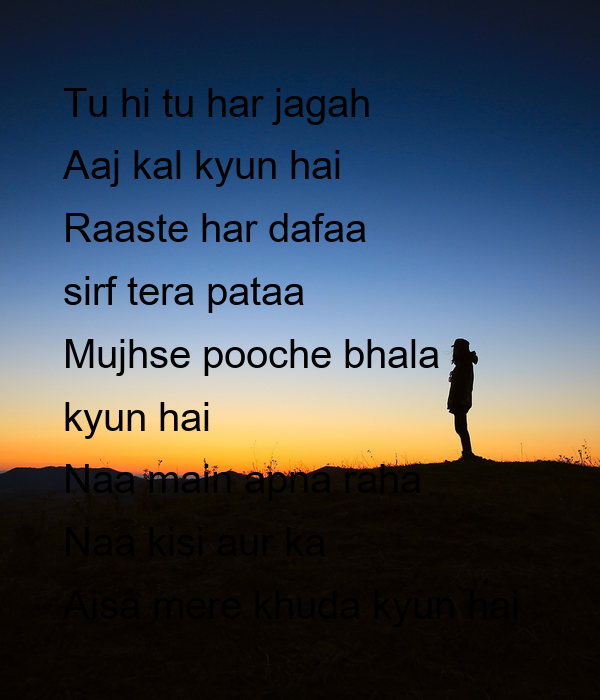 Tu hi tu har jagah
Aaj kal kyun hai
Raaste har dafaa
sirf tera pataa
Mujhse pooche bhala
kyun hai
Naa main apna raha
Naa kisi aur ka
Aisa mere khuda kyun hai